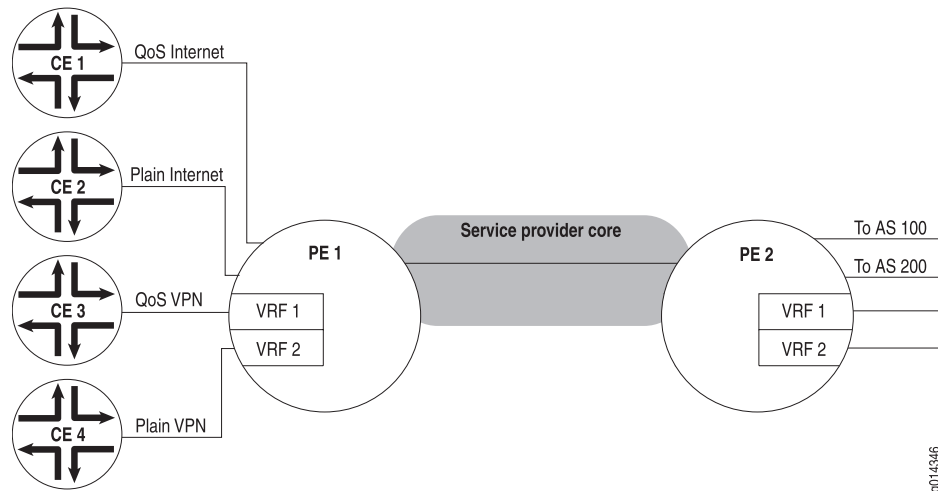 CE 1
QoS Internet
CE 2
Plain Internet
CE 3
QoS VPN
CE 4
Plain VPN
PE 1
VRF 1
VRF 2
Service provider core
PE 2
To AS 100
To AS 200
VRF 1
VRF 2
g014346